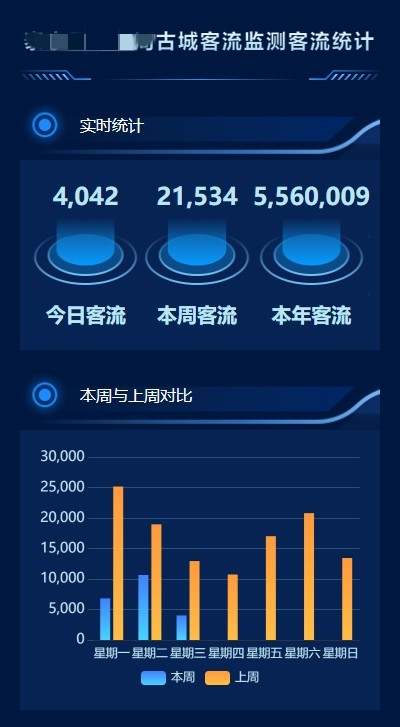 古城客流监测客流统计
实时统计
4,042 21,534 5,560,009
今日客流 本周客流 本年客流
本周与上周对比
30,000
25,000
20,000
15,000
10,000
5,000
0
星期一 星期二 星期三 星期四 星期五 星期六 星期日
本周 上周